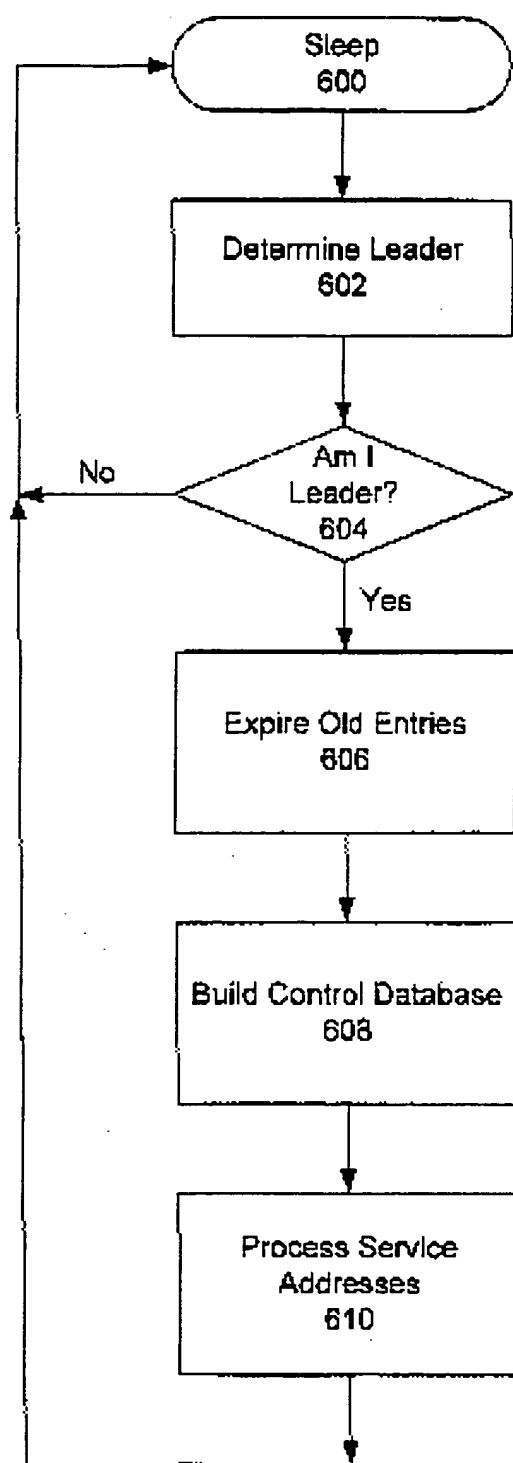 Sleep
600
Determine Leader
602
Am I
Leader?
604
No
Yes
Expire Old Entries
606
Build Control Database
608
Process Service
Addresses
610